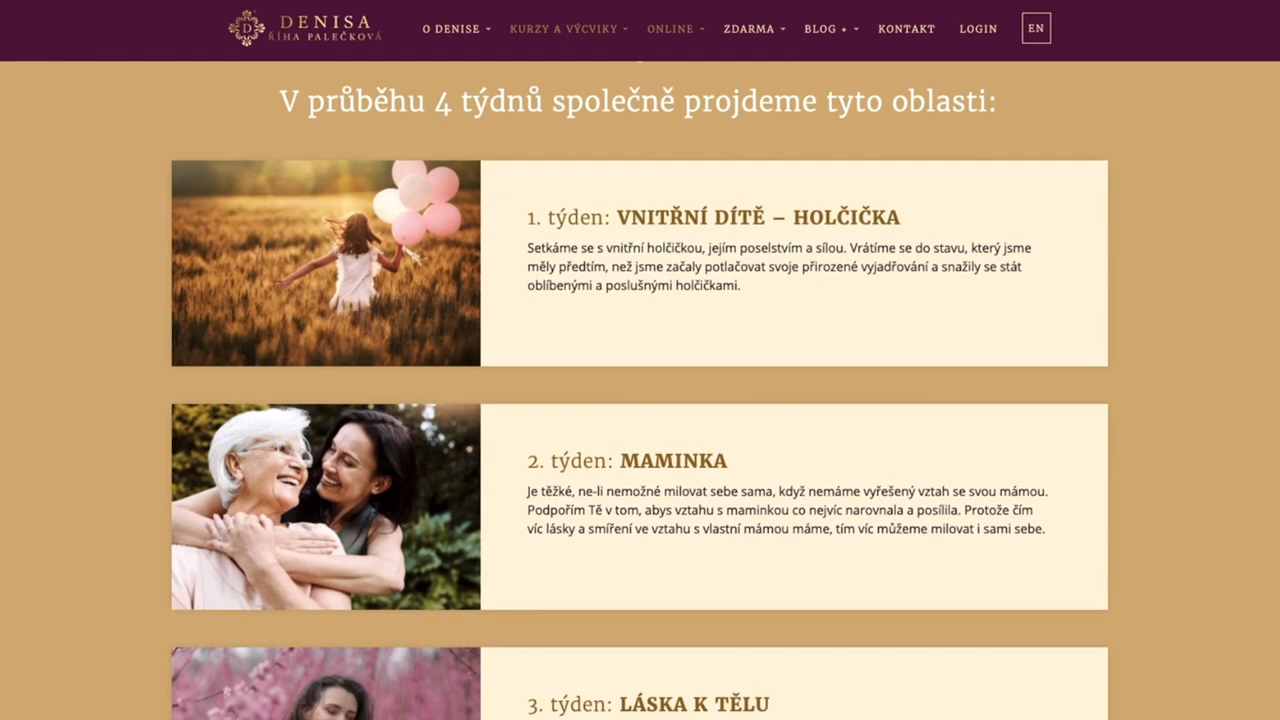 DENISA
ŘÍHA PALEČKOVÁ
O DENISE
KURZY A VÝCVIKY
ONLINE
ZDARMA
BLOG +
KONTAKT
LOGIN
EN
V průběhu 4 týdnů společně projdeme tyto oblasti:
1. týden: VNITŘNÍ DÍTĚ – HOLČIČKA
Setkáme se s vnitřní holčičkou, jejím poselstvím a sílou. Vrátíme se do stavu, který jsme
měly předtím, než jsme začaly potlačovat svoje přirozené vyjadřování a snažily se stát
oblíbenými a poslušnými holčičkami.
2. týden: MAMINKA
Je těžké, ne-li nemožné milovat sebe sama, když nemáme vyřešený vztah se svou mámou.
Podpořím Tě v tom, abys vztahu s maminkou co nejvíc narovnala a posílila. Protože čím
víc lásky a smíření ve vztahu s vlastní mámou máme, tím víc můžeme milovat i sami sebe.
3. týden: LÁSKA K TĚLU